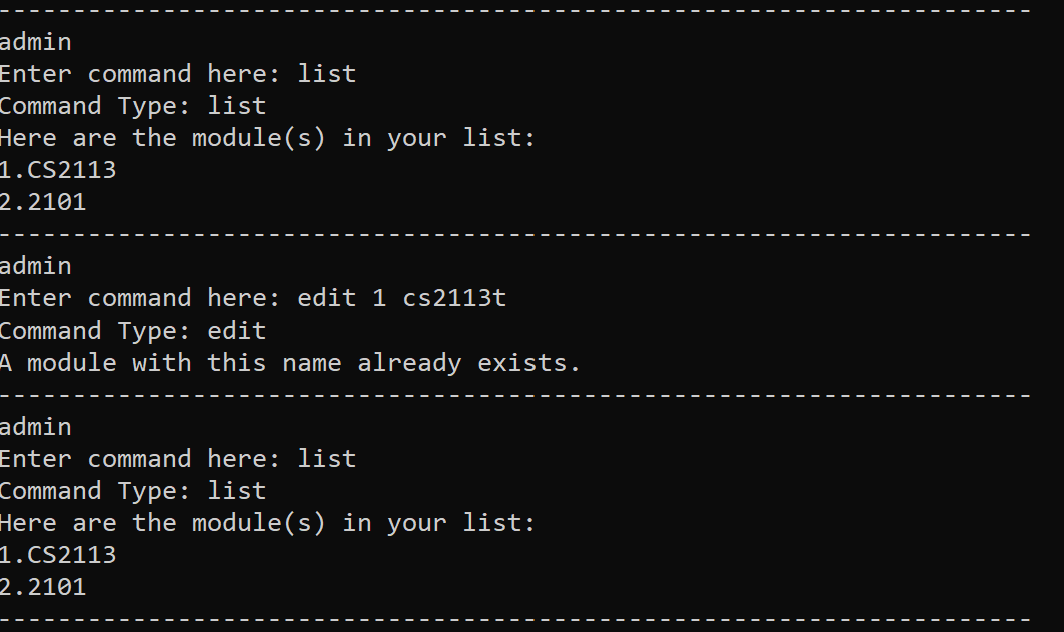 ---------------------------------------------------------------------
admin
Enter command here: list
Command Type: list
Here are the module(s) in your list:
1.CS2113
2.2101
---------------------------------------------------------------------
admin
Enter command here: edit 1 cs2113t
Command Type: edit
A module with this name already exists.
---------------------------------------------------------------------
admin
Enter command here: list
Command Type: list
Here are the module(s) in your list:
1.CS2113
2.2101
---------------------------------------------------------------------